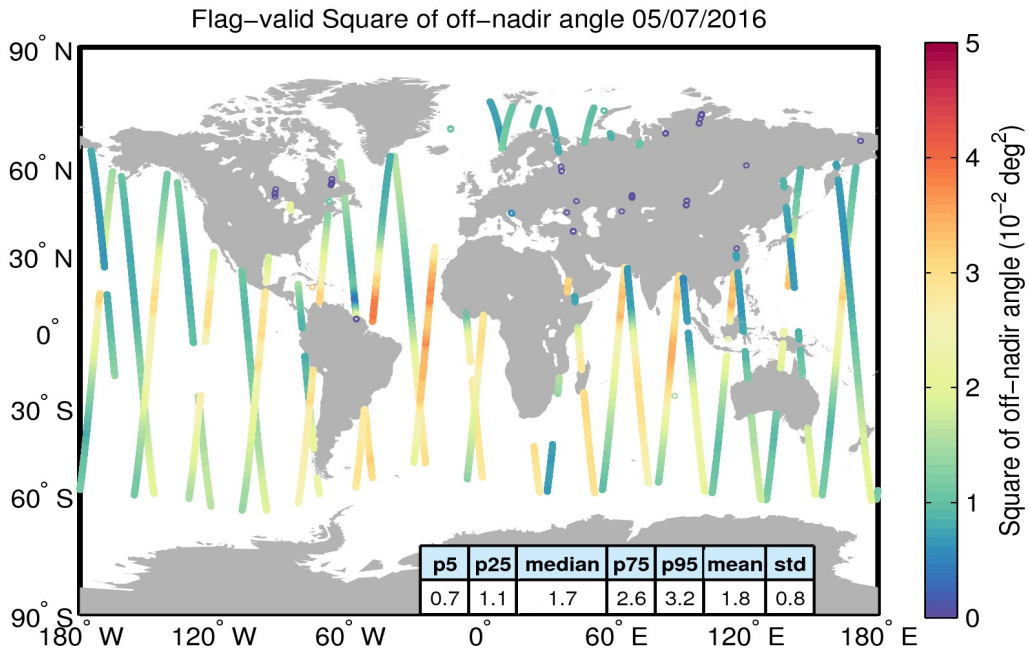 Flag−valid Square of off−nadir angle 05/07/2016
90° N
60° N
30° N
0°
30° S
60° S
90° S
180° W
120° W
60° W
0°
60° E
120° E
180° E
p5 p25 median p75 p95 mean std
0.7 1.1 1.7 2.6 3.2 1.8 0.8
5
4
3
2
1
0
Square of off−nadir angle (10⁻² deg²)